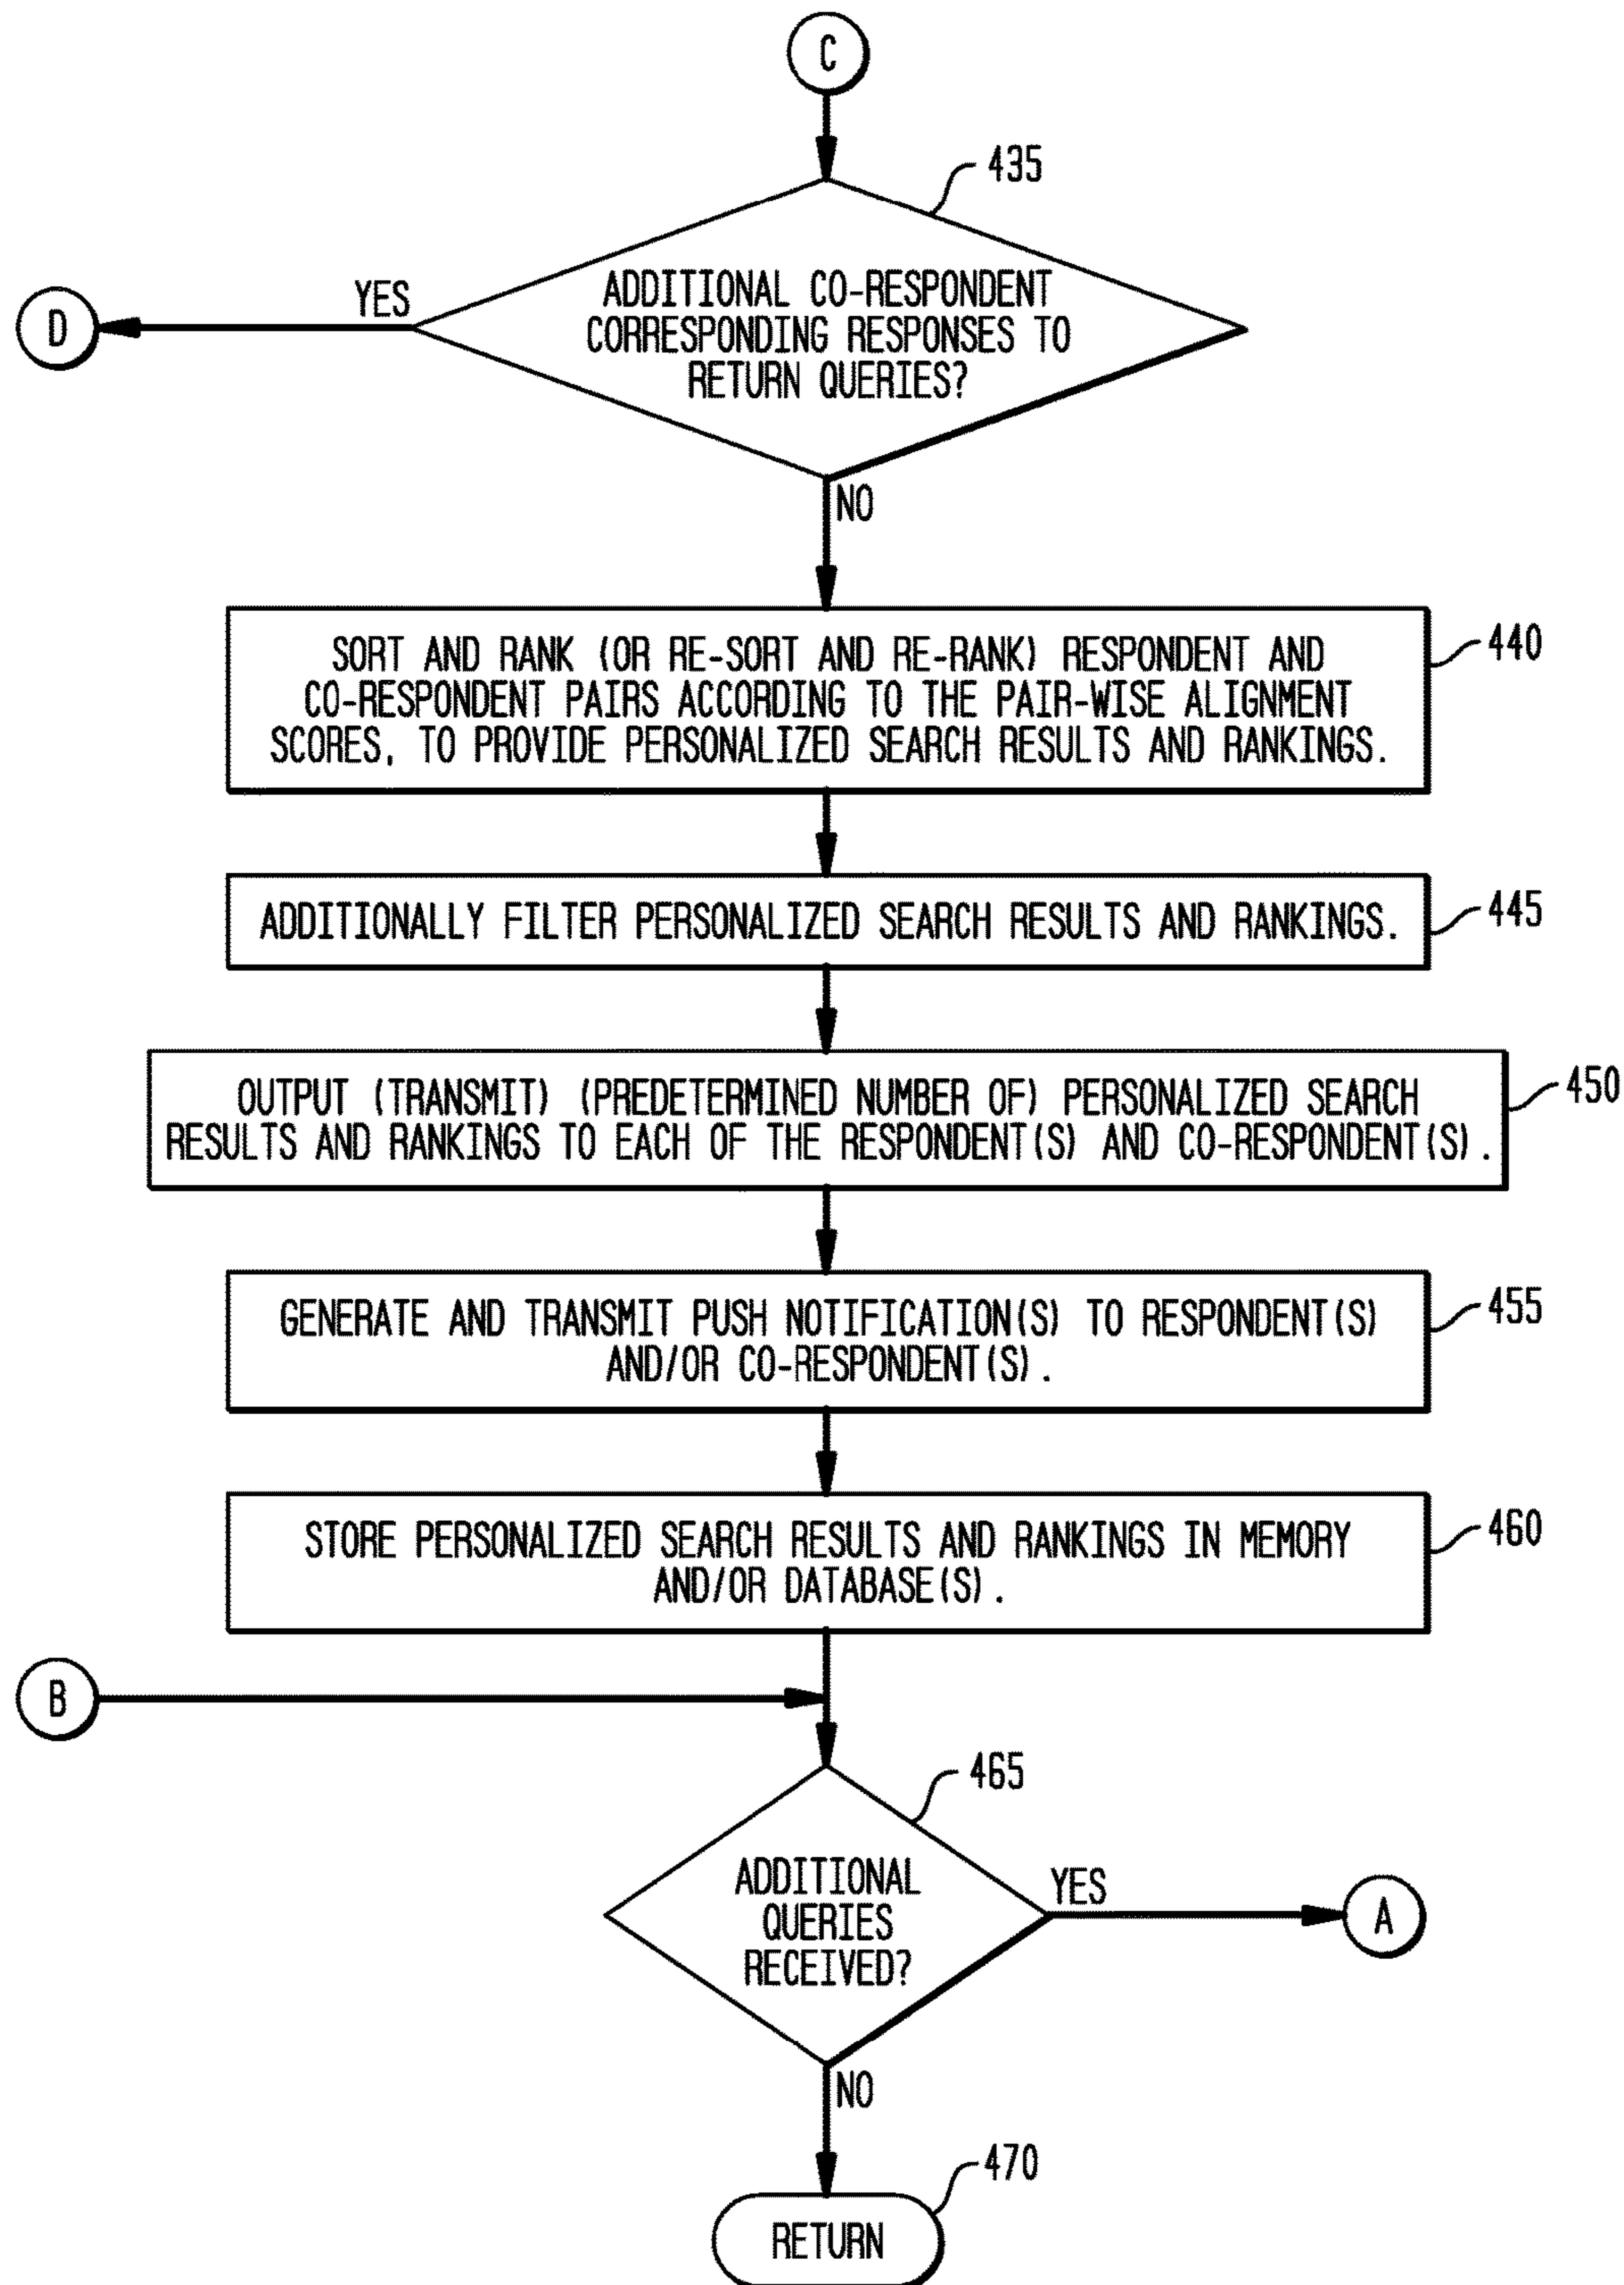 C
435
ADDITIONAL CO-RESPONDENT
CORRESPONDING RESPONSES TO
RETURN QUERIES?
YES
D
NO
440
SORT AND RANK (OR RE-SORT AND RE-RANK) RESPONDENT AND
CO-RESPONDENT PAIRS ACCORDING TO THE PAIR-WISE ALIGNMENT
SCORES, TO PROVIDE PERSONALIZED SEARCH RESULTS AND RANKINGS.
445
ADDITIONALLY FILTER PERSONALIZED SEARCH RESULTS AND RANKINGS.
450
OUTPUT (TRANSMIT) (PREDETERMINED NUMBER OF) PERSONALIZED SEARCH
RESULTS AND RANKINGS TO EACH OF THE RESPONDENT(S) AND CO-RESPONDENT(S).
455
GENERATE AND TRANSMIT PUSH NOTIFICATION(S) TO RESPONDENT(S)
AND/OR CO-RESPONDENT(S).
460
STORE PERSONALIZED SEARCH RESULTS AND RANKINGS IN MEMORY
AND/OR DATABASE(S).
B
465
ADDITIONAL
QUERIES
RECEIVED?
YES
A
NO
470
RETURN